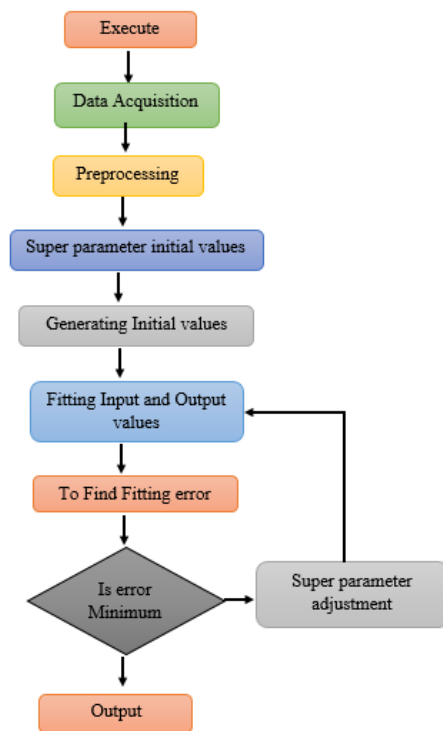 Execute
Data Acquisition
Preprocessing
Super parameter initial values
Generating Initial values
Fitting Input and Output
values
To Find Fitting error
Is error
Minimum
Super parameter
adjustment
Output